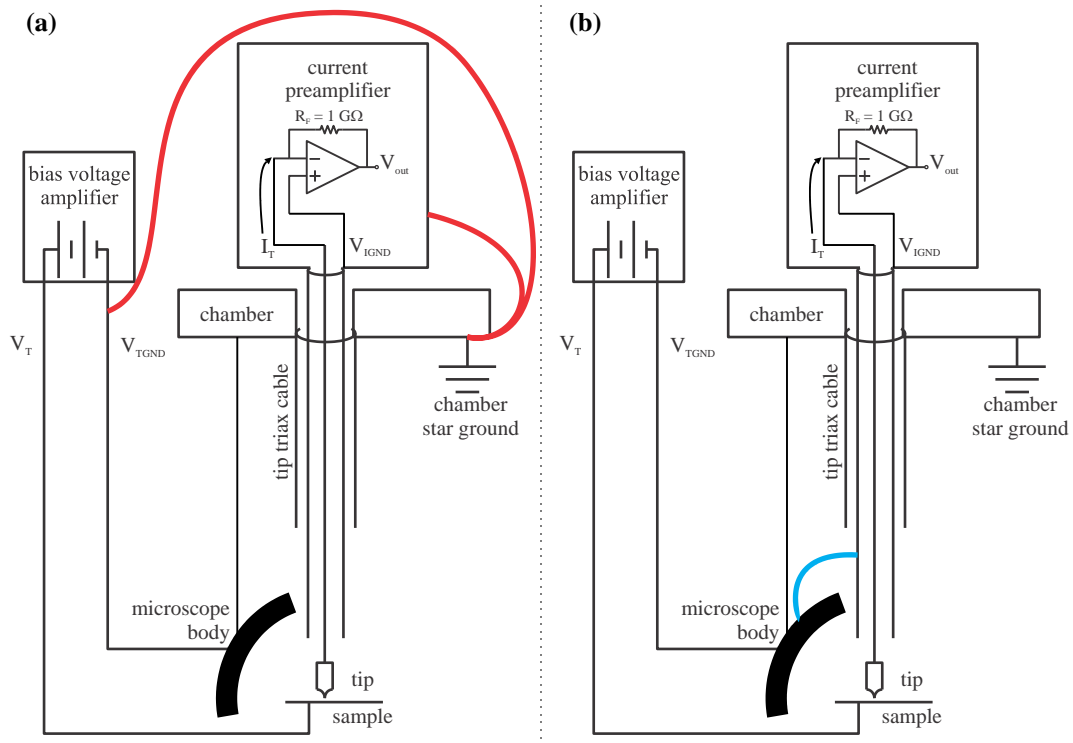 (a)
current
preamplifier
R_F = 1 GΩ
−
+
V_out
bias voltage
amplifier
I_T
V_IGND
chamber
V_T
V_TGND
tip triax cable
chamber
star ground
microscope
body
tip
sample
(b)
current
preamplifier
R_F = 1 GΩ
−
+
V_out
bias voltage
amplifier
I_T
V_IGND
chamber
V_T
V_TGND
tip triax cable
chamber
star ground
microscope
body
tip
sample